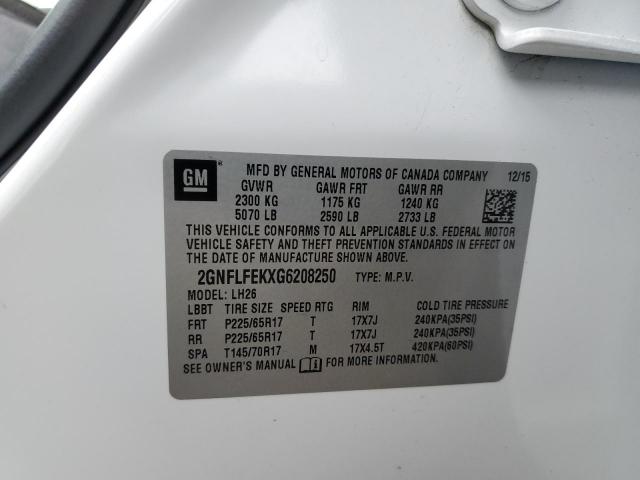 GM ®
MFD BY GENERAL MOTORS OF CANADA COMPANY 12/15
GVWR GAWR FRT GAWR RR
2300 KG 1175 KG 1240 KG
5070 LB 2590 LB 2733 LB
THIS VEHICLE CONFORMS TO ALL APPLICABLE U.S. FEDERAL MOTOR
VEHICLE SAFETY AND THEFT PREVENTION STANDARDS IN EFFECT ON
THE DATE OF MANUFACTURE SHOWN ABOVE.
2GNFLFEKXG6208250 TYPE: M.P.V.
MODEL: LH26
LBBT TIRE SIZE SPEED RTG RIM COLD TIRE PRESSURE
FRT P225/65R17 T 17X7J 240KPA(35PSI)
RR P225/65R17 T 17X7J 240KPA(35PSI)
SPA T145/70R17 M 17X4.5T 420KPA(60PSI)
SEE OWNER'S MANUAL FOR MORE INFORMATION.